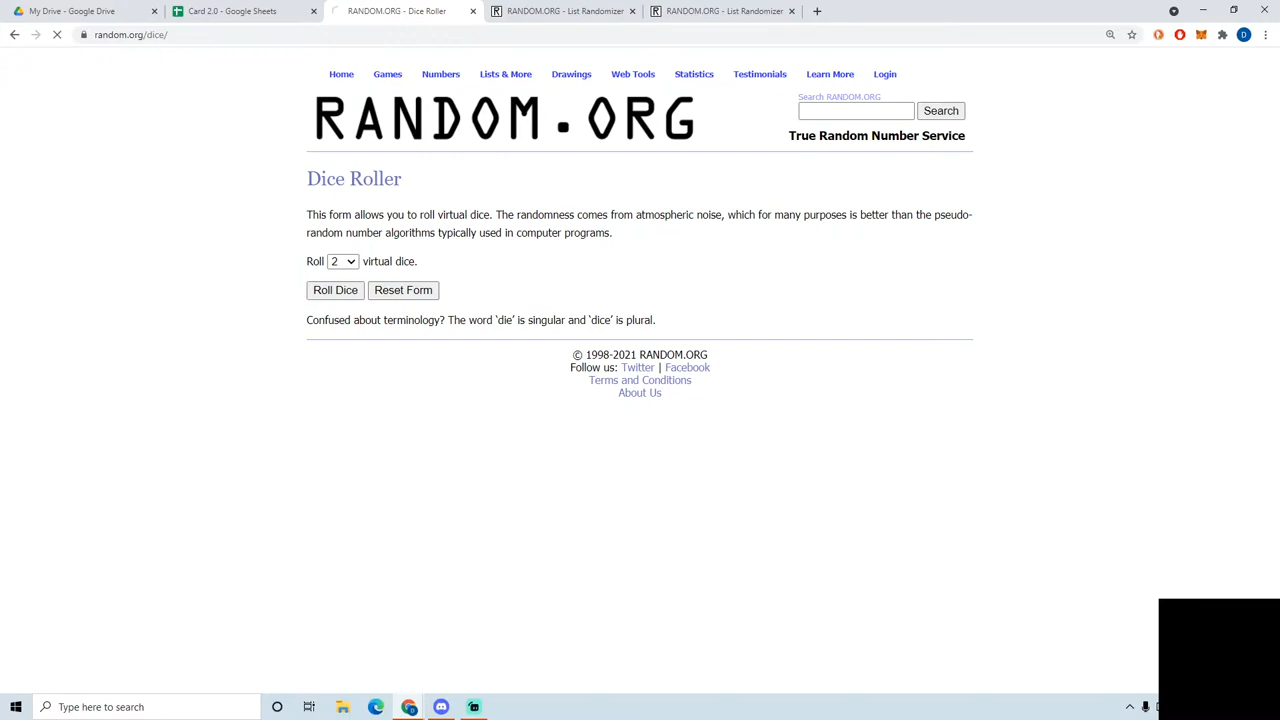 My Drive - Google Drive
Card 2.0 - Google Sheets
RANDOM.ORG - Dice Roller
RANDOM.ORG - List Randomizer
RANDOM.ORG - List Randomizer
random.org/dice/
D
Home Games Numbers Lists & More Drawings Web Tools Statistics Testimonials Learn More Login
RANDOM.ORG
Search RANDOM.ORG
Search
True Random Number Service
Dice Roller
This form allows you to roll virtual dice. The randomness comes from atmospheric noise, which for many purposes is better than the pseudo-
random number algorithms typically used in computer programs.
Roll 2 virtual dice.
Roll Dice Reset Form
Confused about terminology? The word ‘die’ is singular and ‘dice’ is plural.
© 1998-2021 RANDOM.ORG
Follow us: Twitter | Facebook
Terms and Conditions
About Us
Type here to search